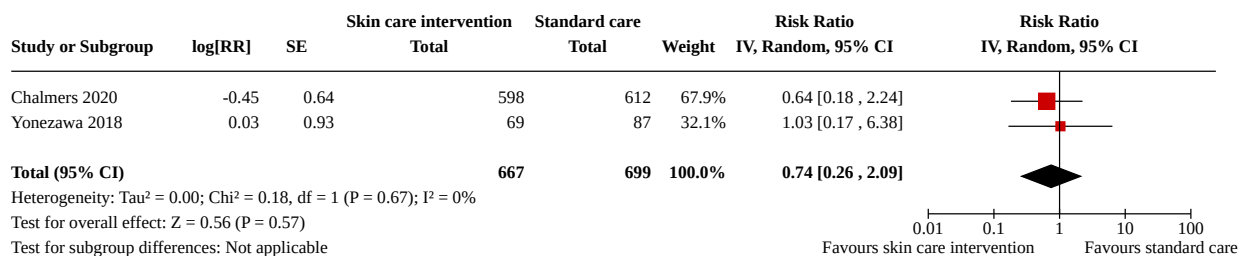 Skin care intervention Standard care Risk Ratio Risk Ratio
Study or Subgroup log[RR] SE Total Total Weight IV, Random, 95% CI IV, Random, 95% CI
Chalmers 2020 -0.45 0.64 598 612 67.9% 0.64 [0.18 , 2.24]
Yonezawa 2018 0.03 0.93 69 87 32.1% 1.03 [0.17 , 6.38]
Total (95% CI) 667 699 100.0% 0.74 [0.26 , 2.09]
Heterogeneity: Tau² = 0.00; Chi² = 0.18, df = 1 (P = 0.67); I² = 0%
Test for overall effect: Z = 0.56 (P = 0.57)
0.01 0.1 1 10 100
Test for subgroup differences: Not applicable Favours skin care intervention Favours standard care